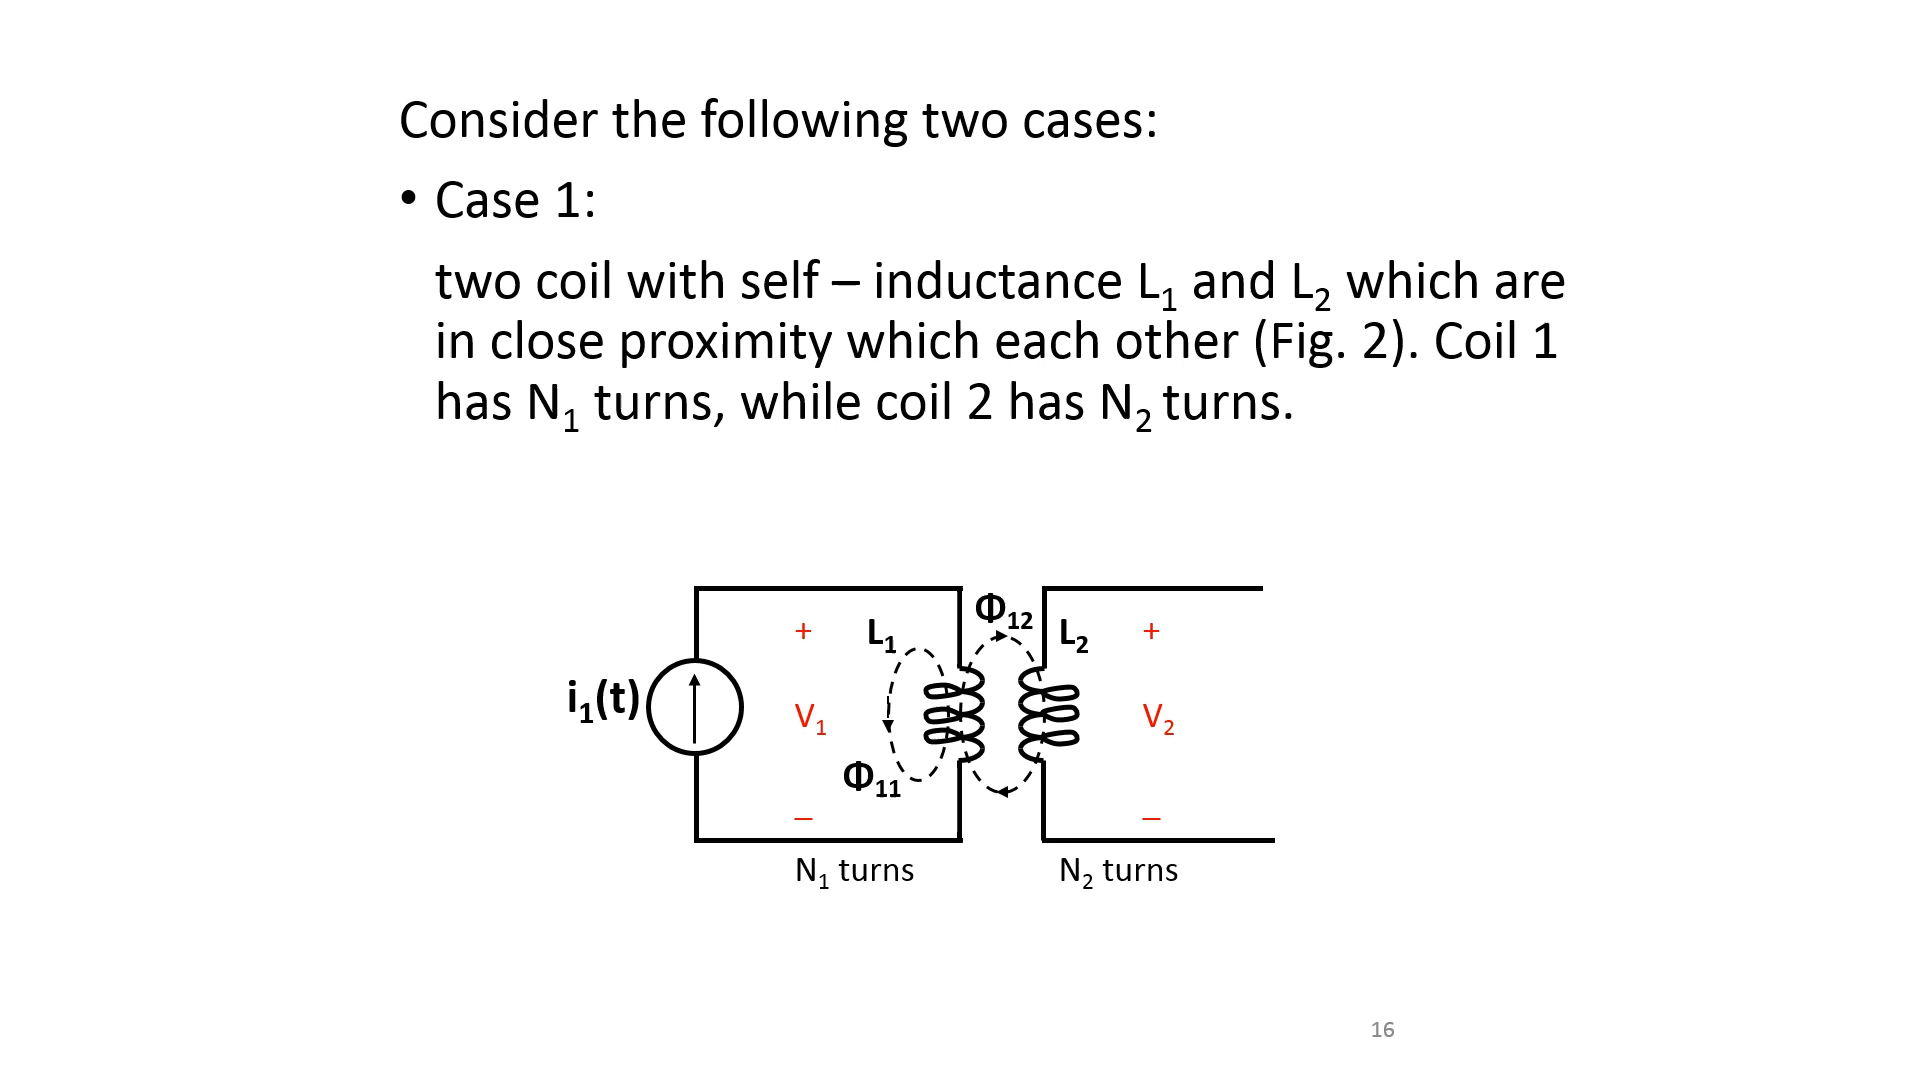 Consider the following two cases:
• Case 1:
two coil with self – inductance L₁ and L₂ which are
in close proximity which each other (Fig. 2). Coil 1
has N₁ turns, while coil 2 has N₂ turns.
Φ₁₂
+ L₁ L₂ +
i₁(t) V₁ V₂
Φ₁₁
– –
N₁ turns N₂ turns
16